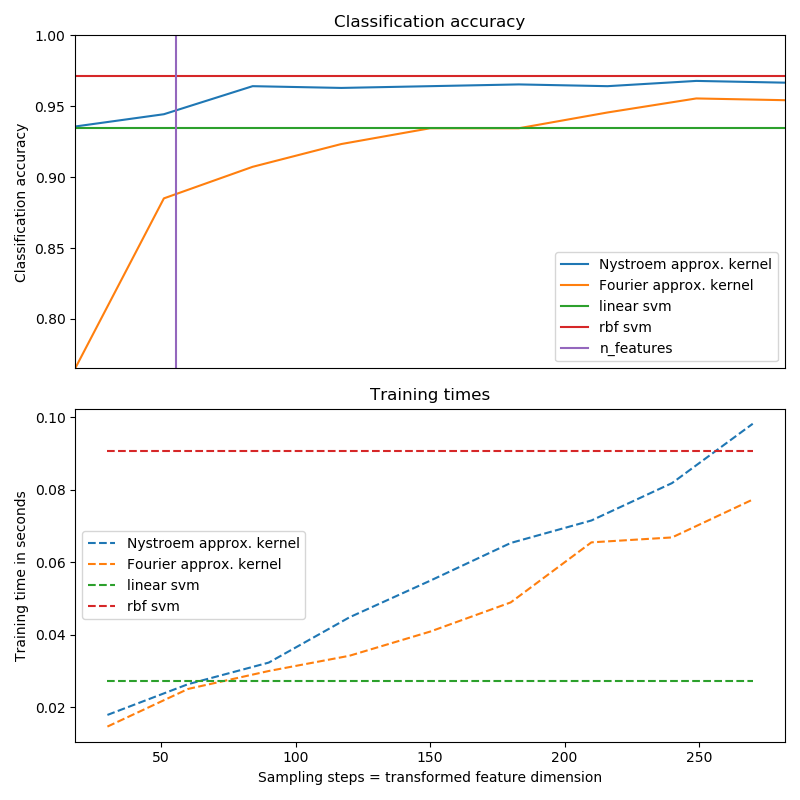 Classification accuracy
1.00
0.95
0.90
0.85
0.80
Classification accuracy
Nystroem approx. kernel
Fourier approx. kernel
linear svm
rbf svm
n_features
Training times
0.10
0.08
0.06
0.04
0.02
Training time in seconds
Nystroem approx. kernel
Fourier approx. kernel
linear svm
rbf svm
50 100 150 200 250
Sampling steps = transformed feature dimension